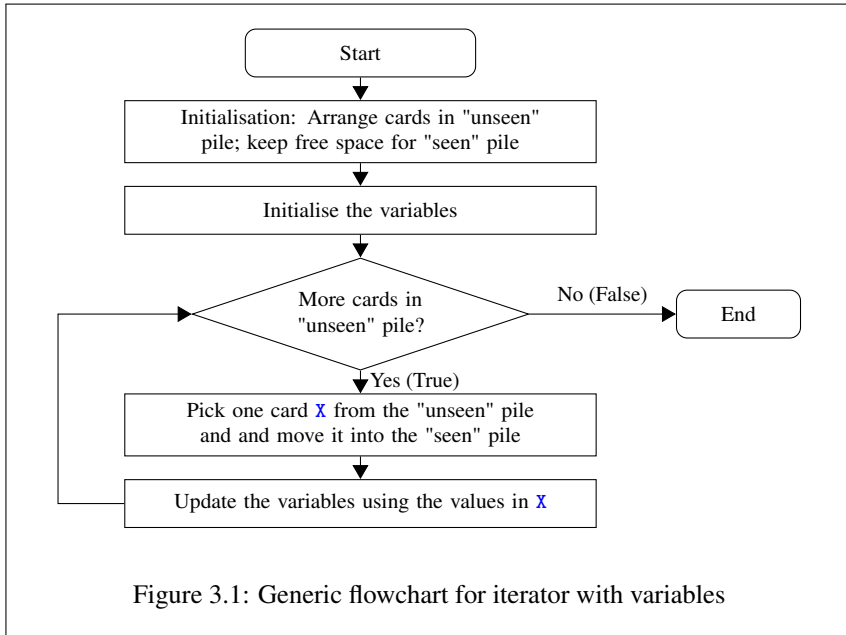 Start
Initialisation: Arrange cards in "unseen"
pile; keep free space for "seen" pile
Initialise the variables
More cards in
"unseen" pile?
No (False)
End
Yes (True)
Pick one card X from the "unseen" pile
and and move it into the "seen" pile
Update the variables using the values in X
Figure 3.1: Generic flowchart for iterator with variables